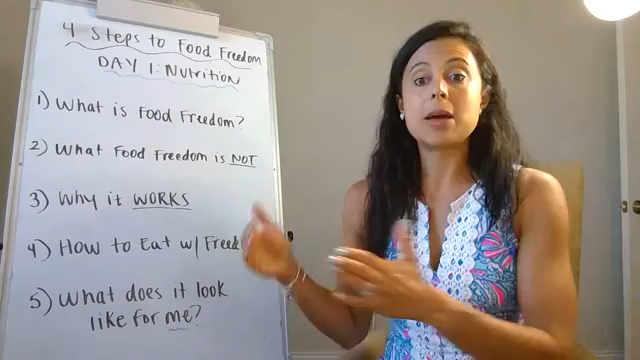 4 Steps to Food Freedom
DAY 1: Nutrition
1) What is Food Freedom?
2) What Food Freedom is NOT
3) Why it WORKS
4) How to Eat w/ Freed
5) What does it look
like for me?